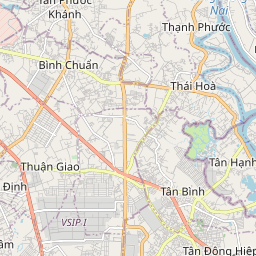 Tân Phước
Khánh
Nai
Thạnh Phước
Bình Chuẩn
Thái Hoà
Thuận Giao
Tân Hạnh
Định
Tân Bình
VSIP I
Tân Đông Hiệp